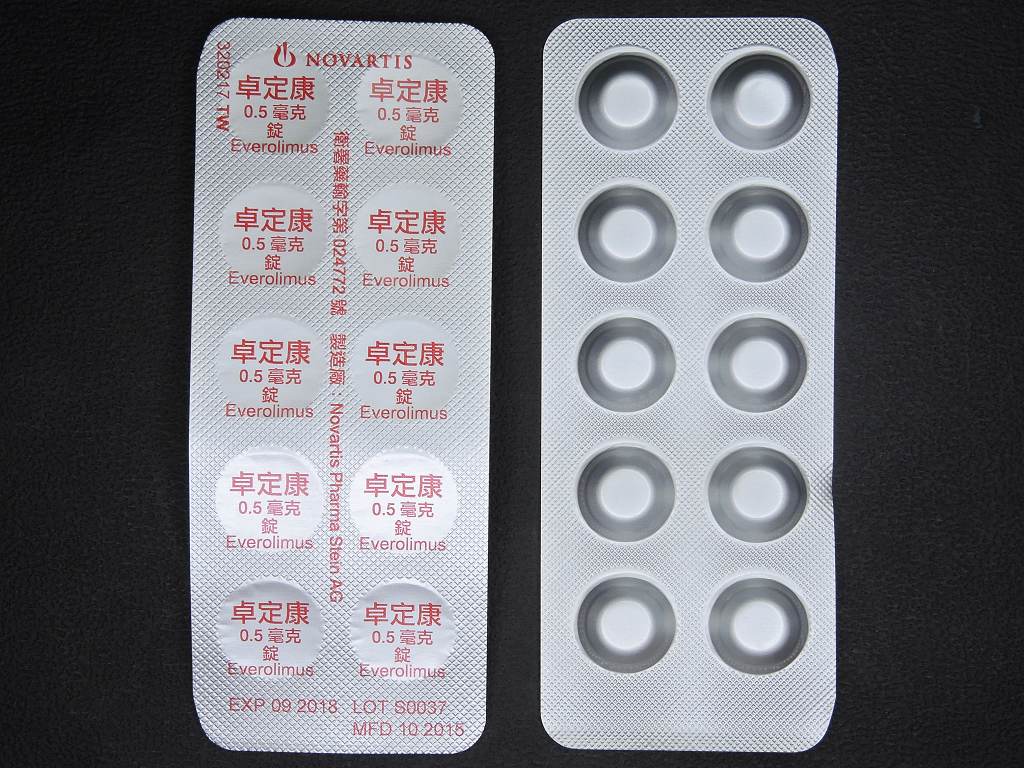 NOVARTIS
320217 TW
卓定康
0.5 毫克
錠
Everolimus
卓定康
0.5 毫克
錠
Everolimus
卓定康
0.5 毫克
錠
Everolimus
卓定康
0.5 毫克
錠
Everolimus
卓定康
0.5 毫克
錠
Everolimus
卓定康
0.5 毫克
錠
Everolimus
卓定康
0.5 毫克
錠
Everolimus
卓定康
0.5 毫克
錠
Everolimus
卓定康
0.5 毫克
錠
Everolimus
卓定康
0.5 毫克
錠
Everolimus
衛署藥輸字第 024772 號 製造廠：Novartis Pharma Stein AG
EXP 09 2018 LOT S0037
MFD 10 2015